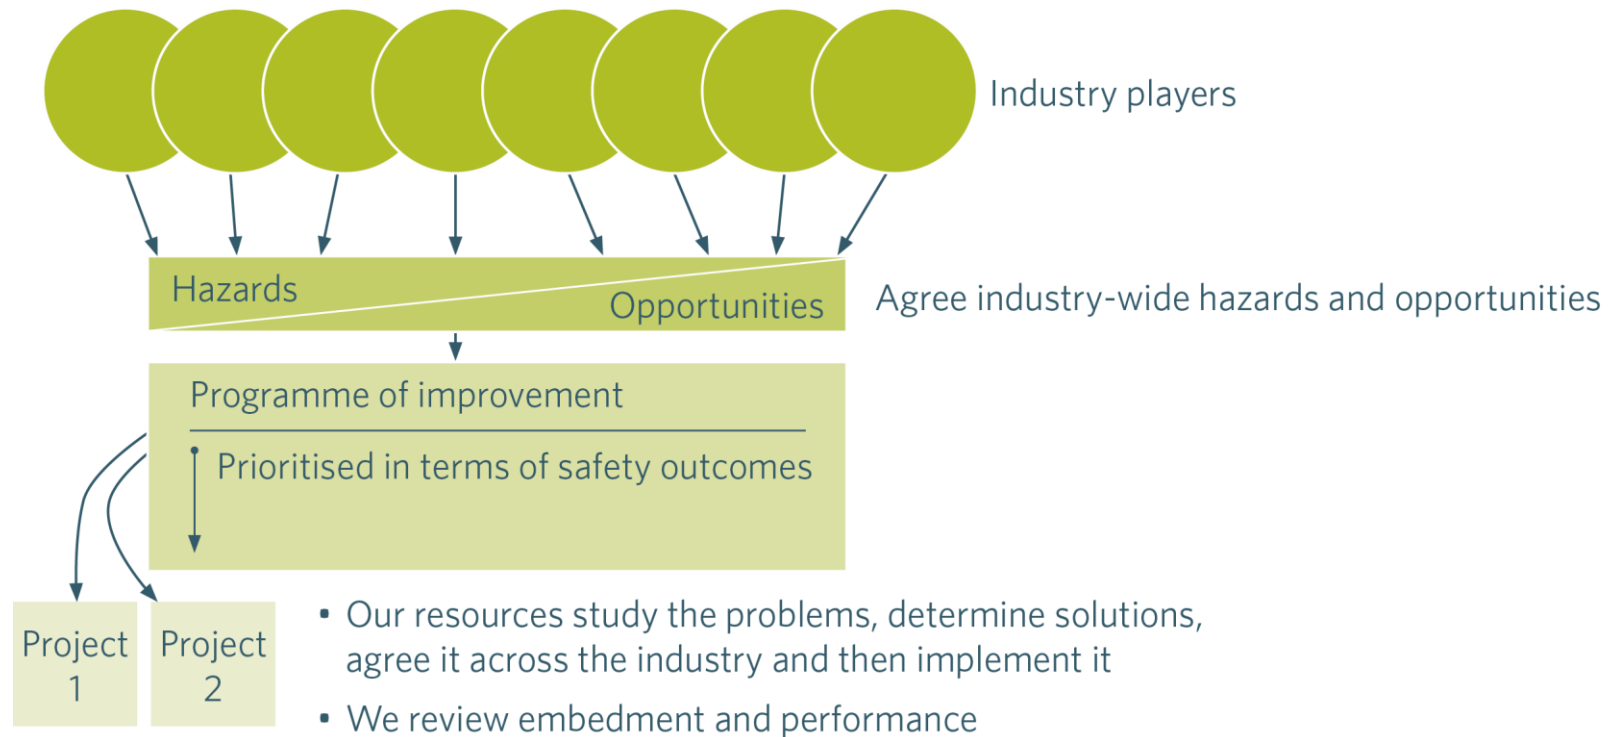 Industry players
Hazards
Opportunities
Agree industry-wide hazards and opportunities
Programme of improvement
Prioritised in terms of safety outcomes
Project
1
Project
2
• Our resources study the problems, determine solutions,
agree it across the industry and then implement it
• We review embedment and performance